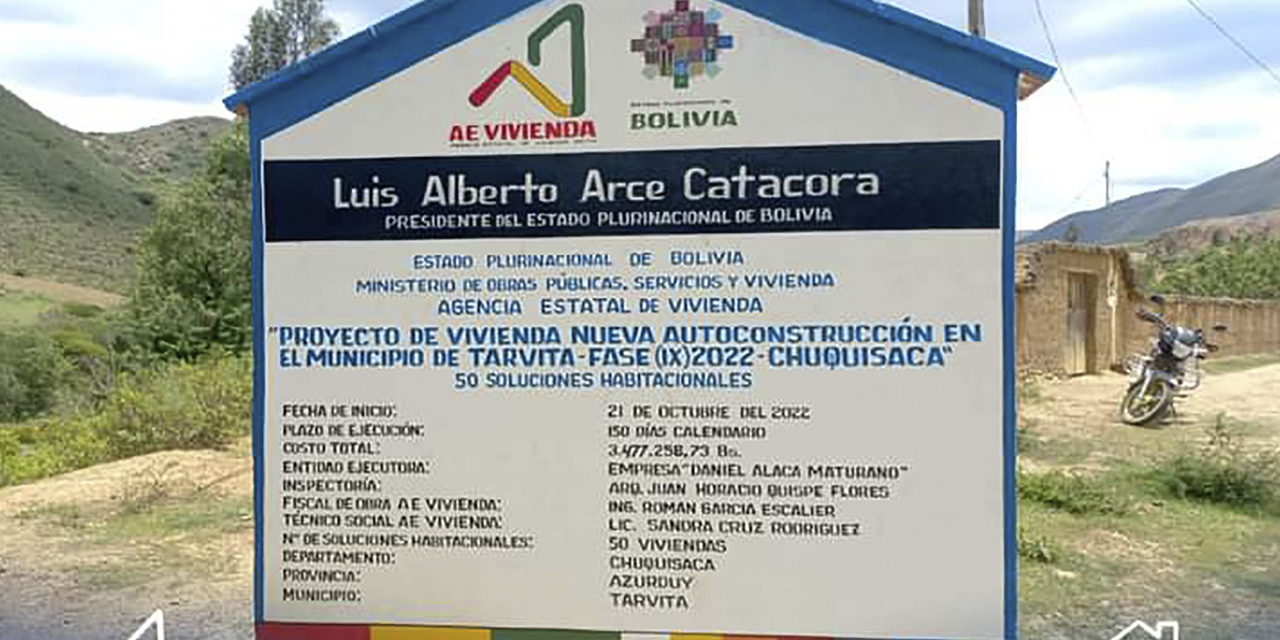 AE VIVIENDA
ESTADO PLURINACIONAL DE
BOLIVIA
Luis Alberto Arce Catacora
PRESIDENTE DEL ESTADO PLURINACIONAL DE BOLIVIA
ESTADO PLURINACIONAL DE BOLIVIA
MINISTERIO DE OBRAS PÚBLICAS, SERVICIOS Y VIVIENDA
AGENCIA ESTATAL DE VIVIENDA
"PROYECTO DE VIVIENDA NUEVA AUTOCONSTRUCCIÓN EN
EL MUNICIPIO DE TARVITA-FASE (IX)2022-CHUQUISACA"
50 SOLUCIONES HABITACIONALES
FECHA DE INICIO: 21 DE OCTUBRE DEL 2022
PLAZO DE EJECUCIÓN: 150 DÍAS CALENDARIO
COSTO TOTAL: 3.477.258,73 Bs.
ENTIDAD EJECUTORA: EMPRESA "DANIEL ALACA MATURANO"
INSPECTORÍA: ARQ. JUAN HORACIO QUISPE FLORES
FISCAL DE OBRA AE VIVIENDA: ING. ROMAN GARCIA ESCALIER
TÉCNICO SOCIAL AE VIVIENDA: LIC. SANDRA CRUZ RODRIGUEZ
N° DE SOLUCIONES HABITACIONALES: 50 VIVIENDAS
DEPARTAMENTO: CHUQUISACA
PROVINCIA: AZURDUY
MUNICIPIO: TARVITA